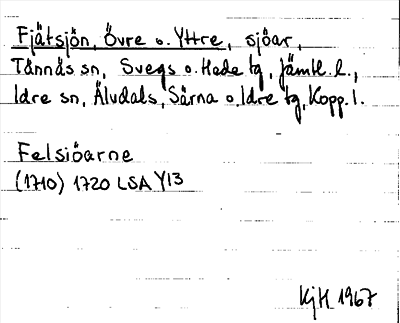 Fjätsjön, Övre o. Yttre, sjöar,
Tännäs sn, Svegs o. Hede tg, Jämtl. l.,
Idre sn, Älvdals, Särna o. Idre tg, Kopp. l.
Felsiöarne
(1710) 1720 LSA Y13
KjH 1967